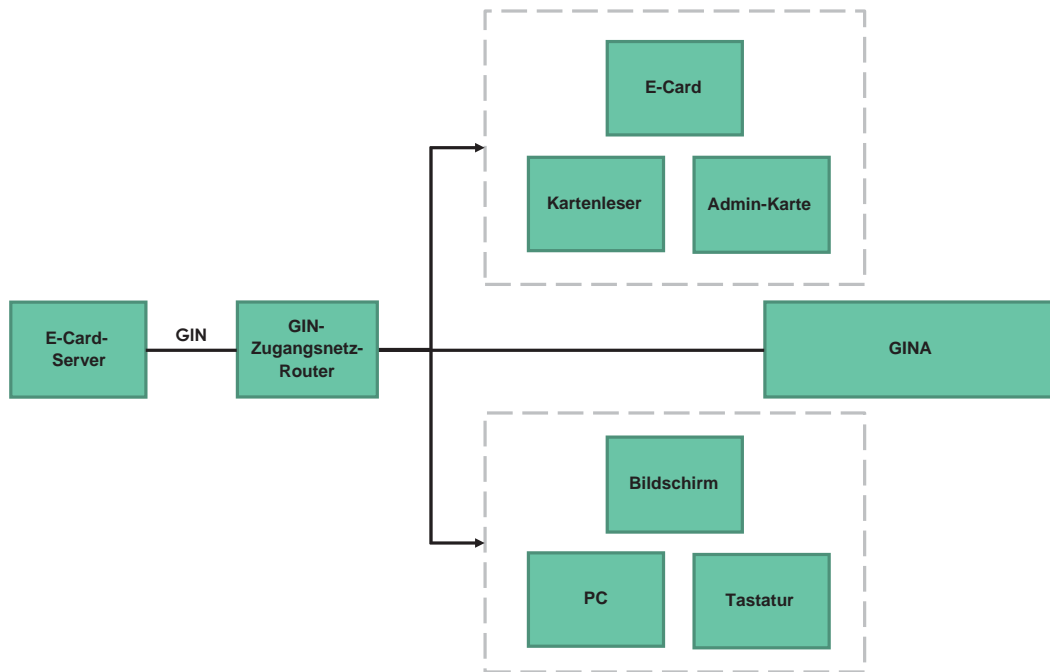 E-Card
Kartenleser
Admin-Karte
E-Card-
Server
GIN
GIN-
Zugangsnetz-
Router
GINA
Bildschirm
PC
Tastatur